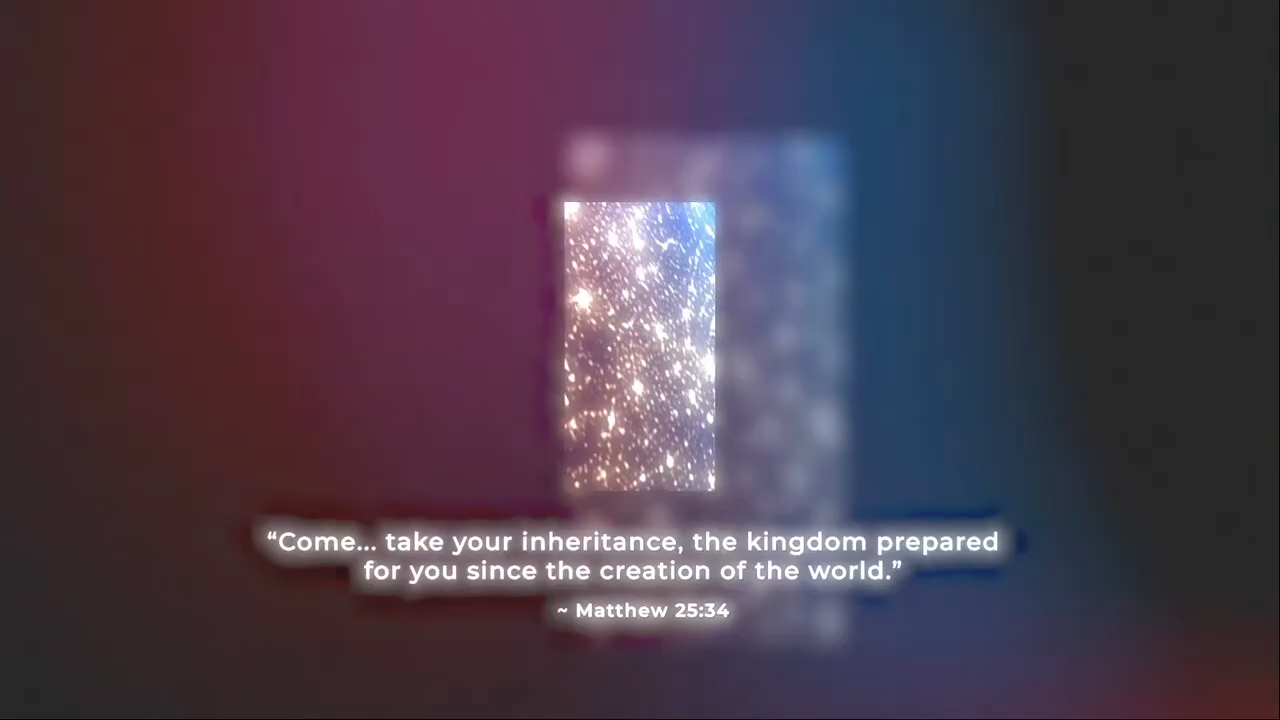 “Come... take your inheritance, the kingdom prepared
for you since the creation of the world.”
~ Matthew 25:34